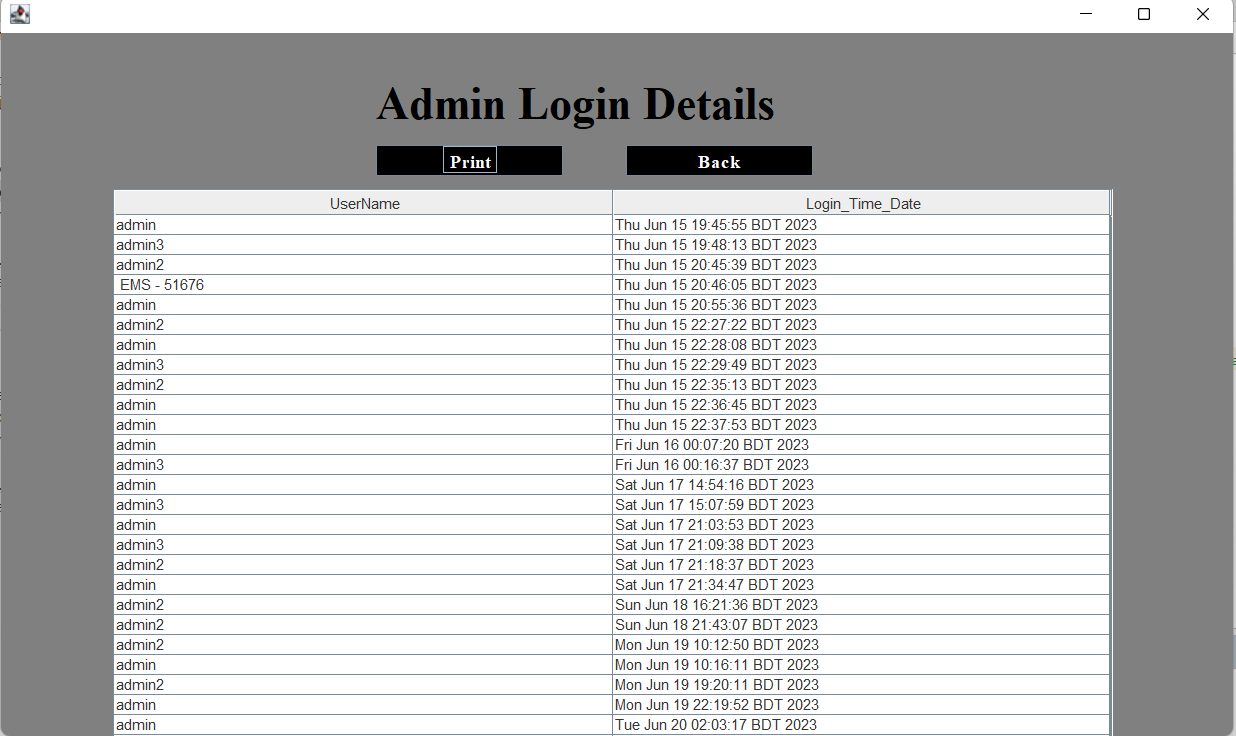 Admin Login Details
Print Back
UserName Login_Time_Date
admin Thu Jun 15 19:45:55 BDT 2023
admin3 Thu Jun 15 19:48:13 BDT 2023
admin2 Thu Jun 15 20:45:39 BDT 2023
EMS - 51676 Thu Jun 15 20:46:05 BDT 2023
admin Thu Jun 15 20:55:36 BDT 2023
admin2 Thu Jun 15 22:27:22 BDT 2023
admin Thu Jun 15 22:28:08 BDT 2023
admin3 Thu Jun 15 22:29:49 BDT 2023
admin2 Thu Jun 15 22:35:13 BDT 2023
admin Thu Jun 15 22:36:45 BDT 2023
admin Thu Jun 15 22:37:53 BDT 2023
admin Fri Jun 16 00:07:20 BDT 2023
admin3 Fri Jun 16 00:16:37 BDT 2023
admin Sat Jun 17 14:54:16 BDT 2023
admin3 Sat Jun 17 15:07:59 BDT 2023
admin Sat Jun 17 21:03:53 BDT 2023
admin3 Sat Jun 17 21:09:38 BDT 2023
admin2 Sat Jun 17 21:18:37 BDT 2023
admin Sat Jun 17 21:34:47 BDT 2023
admin2 Sun Jun 18 16:21:36 BDT 2023
admin2 Sun Jun 18 21:43:07 BDT 2023
admin2 Mon Jun 19 10:12:50 BDT 2023
admin Mon Jun 19 10:16:11 BDT 2023
admin2 Mon Jun 19 19:20:11 BDT 2023
admin Mon Jun 19 22:19:52 BDT 2023
admin Tue Jun 20 02:03:17 BDT 2023